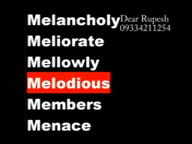 Melancholy
Dear Rupesh
09334211254
Meliorate
Mellowly
Melodious
Members
Menace